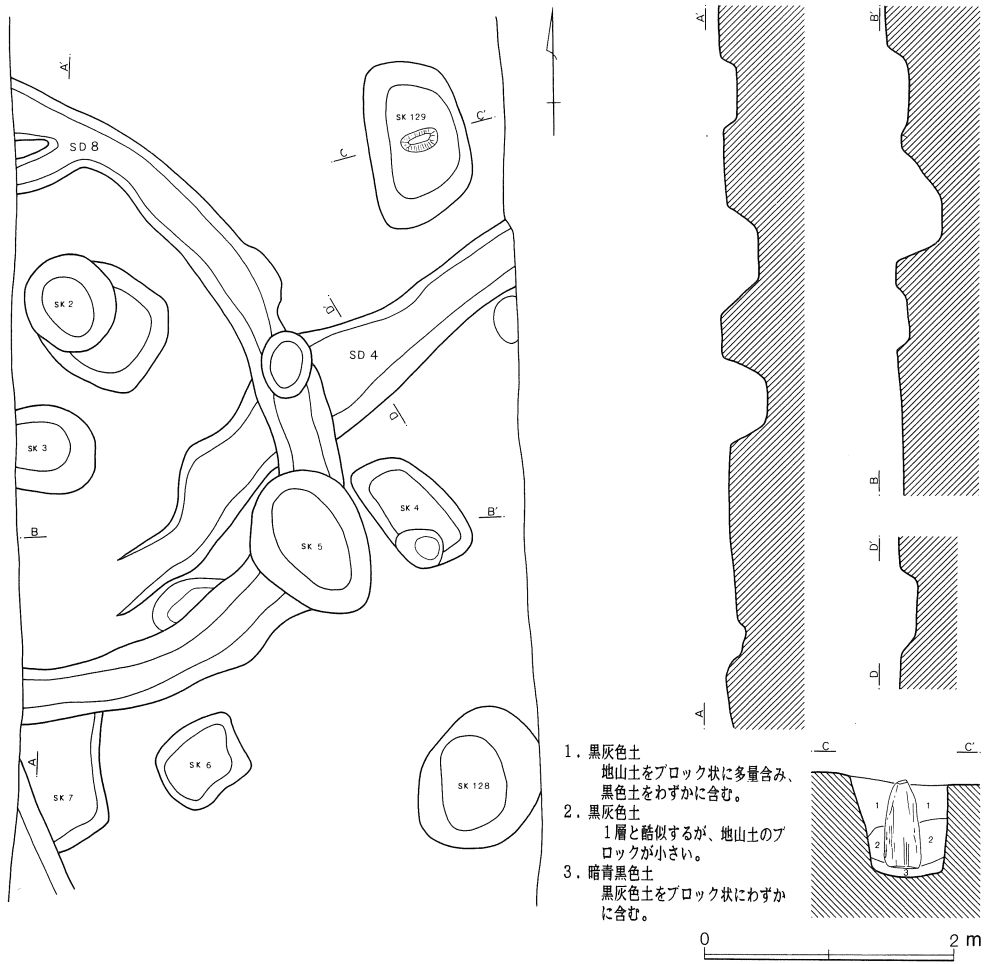 A'
SD 8
SK 129
C'
C
SK 2
D'
SD 4
D
SK 3
B
SK 4
B'
SK 5
A
SK 6
SK 7
SK 128
A'
A
B'
B
D'
D
1. 黒灰色土
地山土をブロック状に多量含み、
黒色土をわずかに含む。
2. 黒灰色土
1層と酷似するが、地山土のブ
ロックが小さい。
3. 暗青黒色土
黒灰色土をブロック状にわずか
に含む。
C
C'
1
1
2
2
3
0
2 m